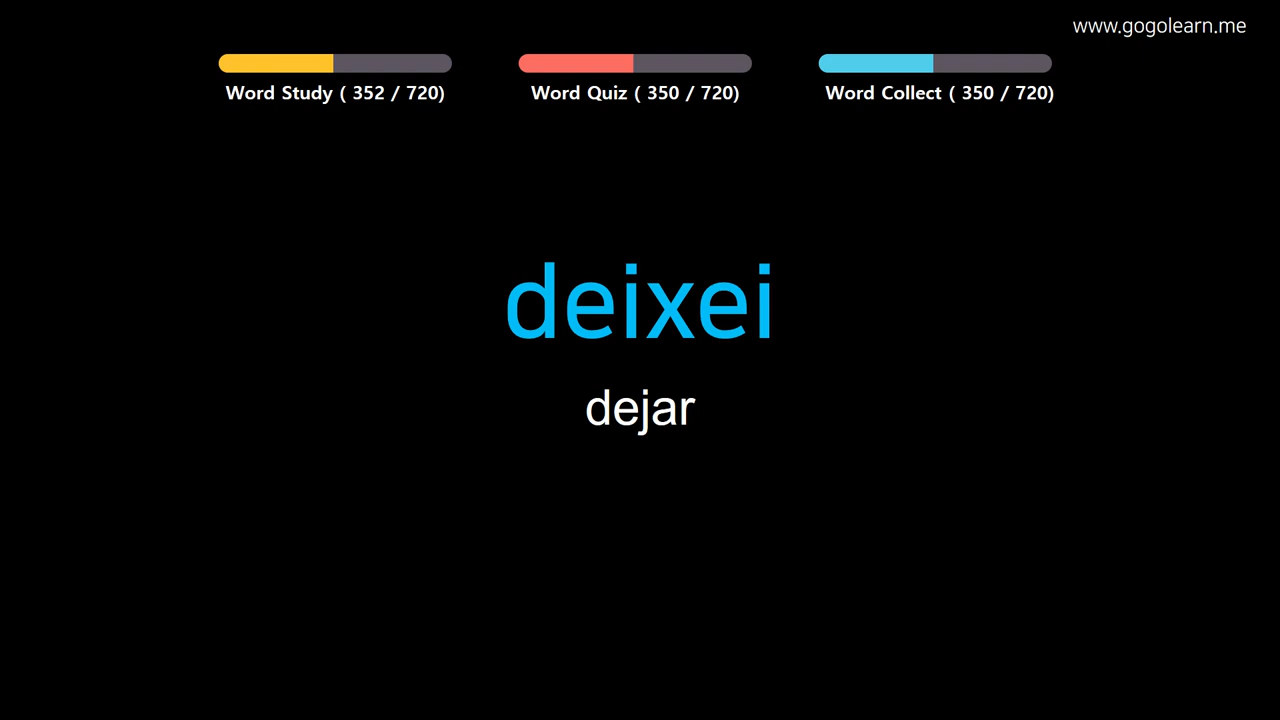 www.gogolearn.me
Word Study ( 352 / 720)
Word Quiz ( 350 / 720)
Word Collect ( 350 / 720)
deixei
dejar